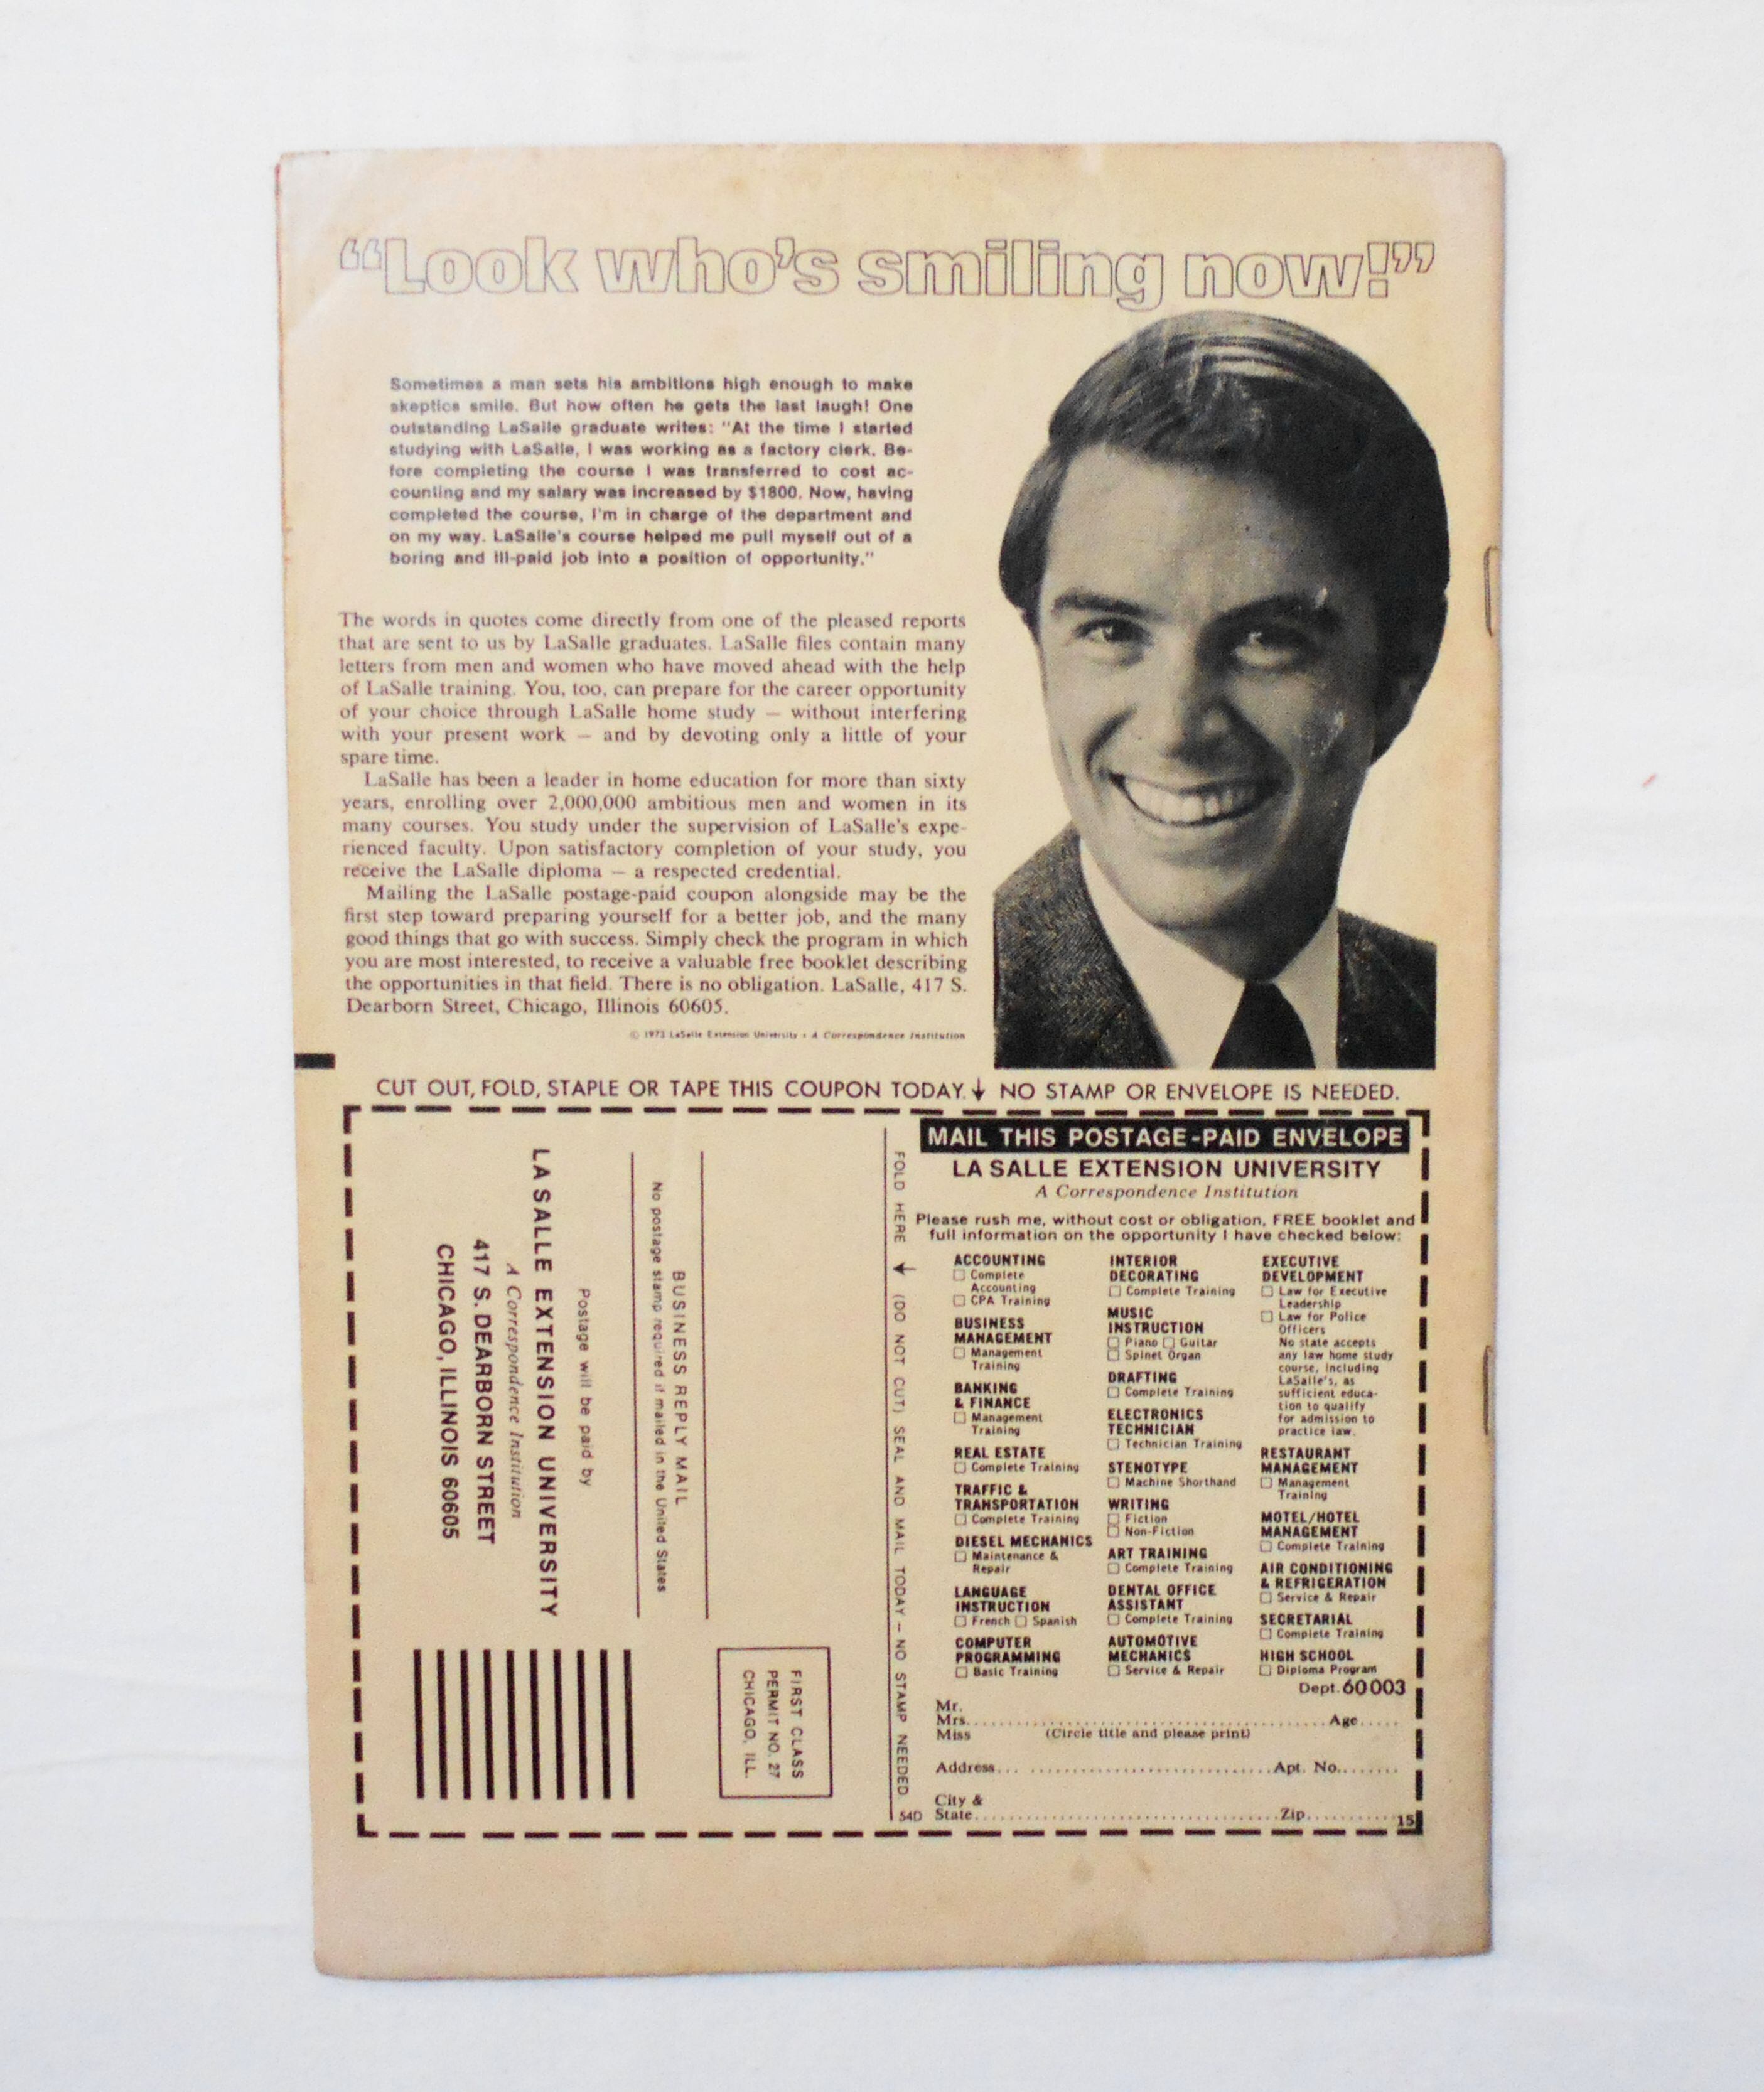 “Look who's smiling now!”
Sometimes a man sets his ambitions high enough to make
skeptics smile. But how often he gets the last laugh! One
outstanding LaSalle graduate writes: "At the time I started
studying with LaSalle, I was working as a factory clerk. Be-
fore completing the course I was transferred to cost ac-
counting and my salary was increased by $1800. Now, having
completed the course, I'm in charge of the department and
on my way. LaSalle's course helped me pull myself out of a
boring and ill-paid job into a position of opportunity."
The words in quotes come directly from one of the pleased reports
that are sent to us by LaSalle graduates. LaSalle files contain many
letters from men and women who have moved ahead with the help
of LaSalle training. You, too, can prepare for the career opportunity
of your choice through LaSalle home study — without interfering
with your present work — and by devoting only a little of your
spare time.
LaSalle has been a leader in home education for more than sixty
years, enrolling over 2,000,000 ambitious men and women in its
many courses. You study under the supervision of LaSalle's expe-
rienced faculty. Upon satisfactory completion of your study, you
receive the LaSalle diploma — a respected credential.
Mailing the LaSalle postage-paid coupon alongside may be the
first step toward preparing yourself for a better job, and the many
good things that go with success. Simply check the program in which
you are most interested, to receive a valuable free booklet describing
the opportunities in that field. There is no obligation. LaSalle, 417 S.
Dearborn Street, Chicago, Illinois 60605.
© 1973 LaSalle Extension University • A Correspondence Institution
CUT OUT, FOLD, STAPLE OR TAPE THIS COUPON TODAY. ↓ NO STAMP OR ENVELOPE IS NEEDED.
FIRST CLASS
PERMIT NO. 27
CHICAGO, ILL.
BUSINESS REPLY MAIL
No postage stamp required if mailed in the United States
Postage will be paid by
LA SALLE EXTENSION UNIVERSITY
A Correspondence Institution
417 S. DEARBORN STREET
CHICAGO, ILLINOIS 60605
FOLD HERE ↓ (DO NOT CUT) SEAL AND MAIL TODAY – NO STAMP NEEDED
54D
MAIL THIS POSTAGE-PAID ENVELOPE
LA SALLE EXTENSION UNIVERSITY
A Correspondence Institution
Please rush me, without cost or obligation, FREE booklet and
full information on the opportunity I have checked below:
ACCOUNTING
☐ Complete
Accounting
☐ CPA Training
BUSINESS
MANAGEMENT
☐ Management
Training
BANKING
& FINANCE
☐ Management
Training
REAL ESTATE
☐ Complete Training
TRAFFIC &
TRANSPORTATION
☐ Complete Training
DIESEL MECHANICS
☐ Maintenance &
Repair
LANGUAGE
INSTRUCTION
☐ French ☐ Spanish
COMPUTER
PROGRAMMING
☐ Basic Training
INTERIOR
DECORATING
☐ Complete Training
MUSIC
INSTRUCTION
☐ Piano ☐ Guitar
☐ Spinet Organ
DRAFTING
☐ Complete Training
ELECTRONICS
TECHNICIAN
☐ Technician Training
STENOTYPE
☐ Machine Shorthand
WRITING
☐ Fiction
☐ Non-Fiction
ART TRAINING
☐ Complete Training
DENTAL OFFICE
ASSISTANT
☐ Complete Training
AUTOMOTIVE
MECHANICS
☐ Service & Repair
EXECUTIVE
DEVELOPMENT
☐ Law for Executive
Leadership
☐ Law for Police
Officers
No state accepts
any law home study
course, including
LaSalle's, as
sufficient educa-
tion to qualify
for admission to
practice law.
RESTAURANT
MANAGEMENT
☐ Management
Training
MOTEL/HOTEL
MANAGEMENT
☐ Complete Training
AIR CONDITIONING
& REFRIGERATION
☐ Service & Repair
SECRETARIAL
☐ Complete Training
HIGH SCHOOL
☐ Diploma Program
Dept. 60003
Mr.
Mrs. Age
Miss (Circle title and please print)
Address Apt. No.
City &
State Zip
15